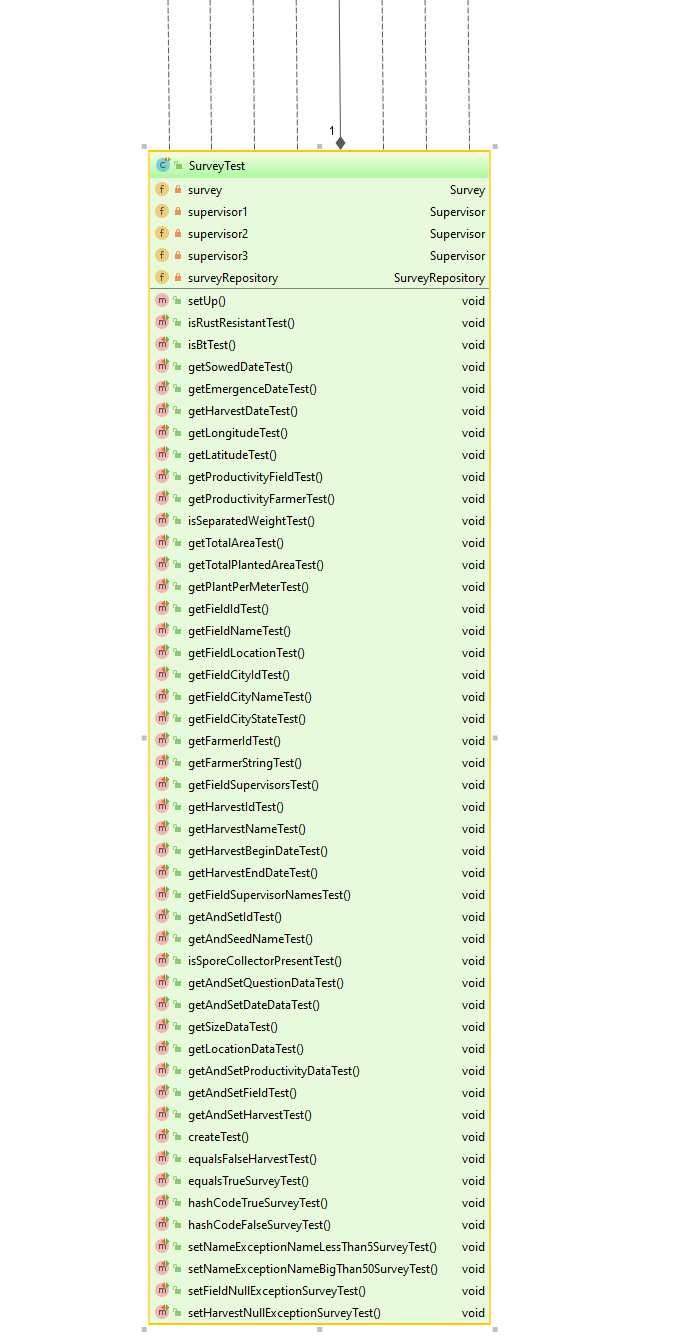 1
SurveyTest
survey Survey
supervisor1 Supervisor
supervisor2 Supervisor
supervisor3 Supervisor
surveyRepository SurveyRepository
setUp() void
isRustResistantTest() void
isBtTest() void
getSowedDateTest() void
getEmergenceDateTest() void
getHarvestDateTest() void
getLongitudeTest() void
getLatitudeTest() void
getProductivityFieldTest() void
getProductivityFarmerTest() void
isSeparatedWeightTest() void
getTotalAreaTest() void
getTotalPlantedAreaTest() void
getPlantPerMeterTest() void
getFieldIdTest() void
getFieldNameTest() void
getFieldLocationTest() void
getFieldCityIdTest() void
getFieldCityNameTest() void
getFieldCityStateTest() void
getFarmerIdTest() void
getFarmerStringTest() void
getFieldSupervisorsTest() void
getHarvestIdTest() void
getHarvestNameTest() void
getHarvestBeginDateTest() void
getHarvestEndDateTest() void
getFieldSupervisorNamesTest() void
getAndSetIdTest() void
getAndSeedNameTest() void
isSporeCollectorPresentTest() void
getAndSetQuestionDataTest() void
getAndSetDateDataTest() void
getSizeDataTest() void
getLocationDataTest() void
getAndSetProductivityDataTest() void
getAndSetFieldTest() void
getAndSetHarvestTest() void
createTest() void
equalsFalseHarvestTest() void
equalsTrueSurveyTest() void
hashCodeTrueSurveyTest() void
hashCodeFalseSurveyTest() void
setNameExceptionNameLessThan5SurveyTest() void
setNameExceptionNameBigThan50SurveyTest() void
setFieldNullExceptionSurveyTest() void
setHarvestNullExceptionSurveyTest() void